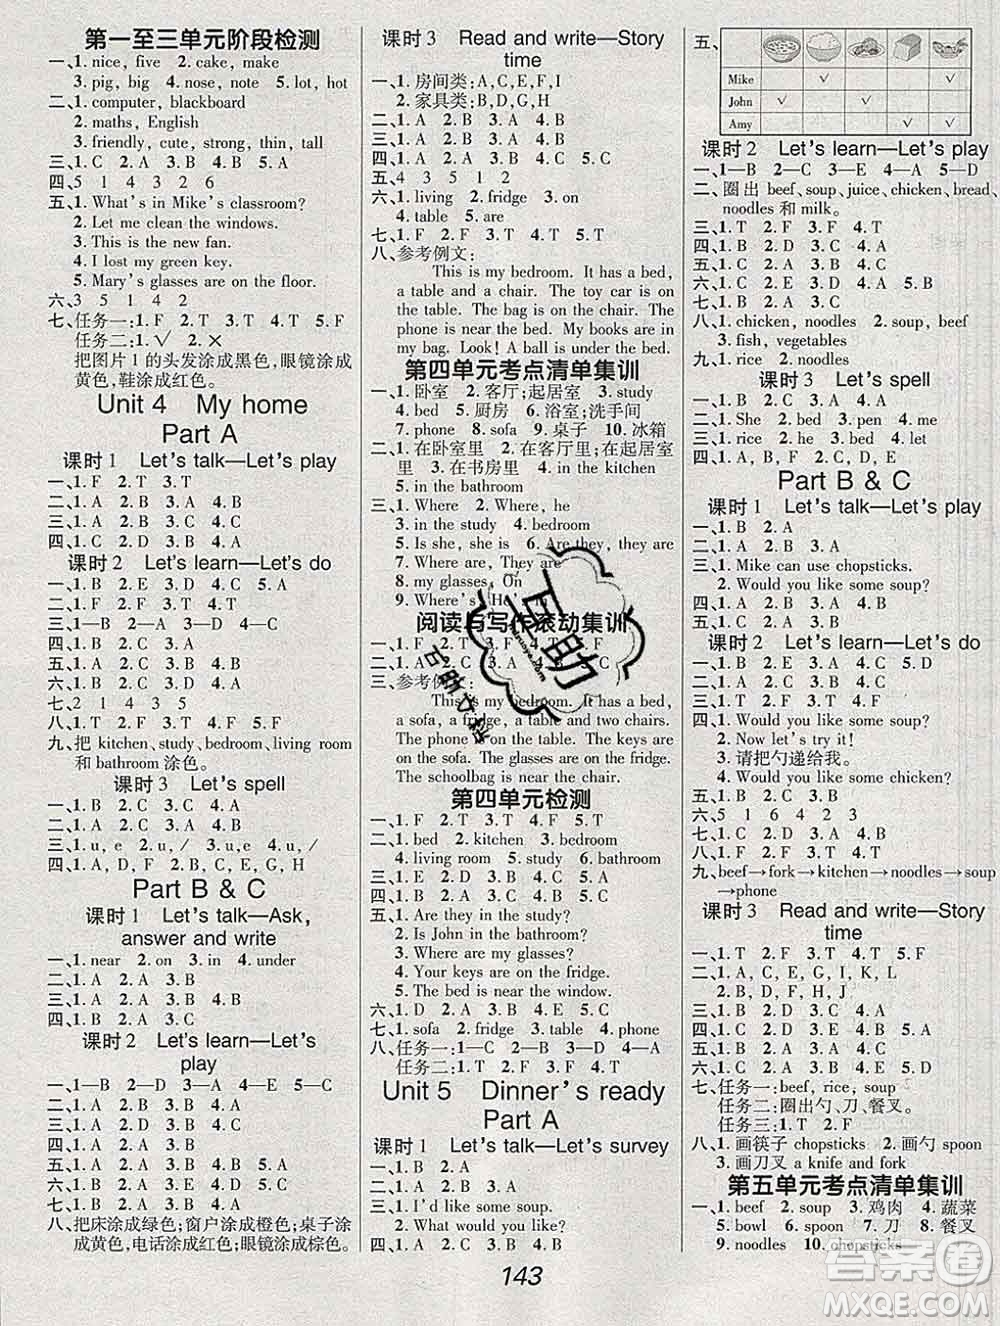 第一至三单元阶段检测
一、1. nice, five 2. cake, make
3. pig, big 4. nose, note 5. lot, hot
二、1. computer, blackboard
2. maths, English
3. friendly, cute, strong, thin, tall
三、1. C 2. A 3. B 4. B 5. A
四、5 1 4 3 2 6
五、1. What's in Mike's classroom?
2. Let me clean the windows.
3. This is the new fan.
4. I lost my green key.
5. Mary's glasses are on the floor.
六、3 5 1 4 2
七、任务一:1. F 2. T 3. T 4. T 5. F
任务二:1. ✓ 2. ×
把图片 1 的头发涂成黑色,眼镜涂成
黄色,鞋涂成红色。
Unit 4 My home
Part A
课时 1 Let's talk—Let's play
一、1. F 2. T 3. T
二、1. A 2. A 3. A 4. B
三、1. C 2. B 3. C 4. C
四、1. C 2. B 3. C 4. A
课时 2 Let's learn—Let's do
一、1. B 2. E 3. D 4. C 5. A
二、1. F 2. T 3. F 4. T
三、1—B 2—D 3—A 4—C
四、1. A 2. B 3. B 4. B
五、1. C 2. B 3. A 4. C
六、1. C 2. D 3. B 4. A
七、2 1 4 3 5
八、1. T 2. F 3. F 4. T 5. F
九、把 kitchen、study、bedroom、living room
和 bathroom 涂色。
课时 3 Let's spell
一、1. B 2. C 3. C 4. A
二、1. A 2. C 3. A 4. B
三、1. u, e 2. u, / 3. u, e 4. u, /
四、1. A, D, F 2. B, C, E, G, H
Part B & C
课时 1 Let's talk—Ask,
answer and write
一、1. near 2. on 3. in 4. under
二、1. B 2. A 3. B 4. A
三、1. B 2. A 3. B 4. B
四、1. B 2. A 3. C
课时 2 Let's learn—Let's
play
一、1—B 2—D 3—A 4—E 5—C
二、1. A 2. B 3. B 4. A
三、1. A 2. B 3. C 4. B
四、1. A 2. A 3. A
五、1. A 2. B 3. B 4. C 5. A
六、1. D 2. B 3. A 4. C
七、1. B 2. A 3. B 4. B
八、把床涂成绿色;窗户涂成橙色;桌子涂
成黄色,电话涂成红色;眼镜涂成棕色。
课时 3 Read and write—Story
time
一、1. 房间类:A、C、E、F、I
2. 家具类:B、D、G、H
二、1. A 2. B 3. A 4. B
三、1. B 2. B 3. A
四、1. A 2. B 3. A 4. C 5. C
五、4 3 5 1 2
六、1. living 2. fridge 3. on
4. table 5. are
七、1. F 2. F 3. F 4. T 5. T
八、参考例文:
This is my bedroom. It has a bed,
a table and a chair. The toy car is on
the table. The bag is on the chair. The
phone is near the bed. My books are
in my bag. Look! A ball is under the bed.
第四单元考点清单集训
一、1. 卧室 2. 客厅;起居室 3. study
4. bed 5. 厨房 6. 浴室;洗手间
7. phone 8. sofa 9. 桌子 10. 冰箱
二、1. 在卧室里 2. 在客厅里;在起居室
里 3. 在书房里 4. in the kitchen
5. in the bathroom
三、1. Where 2. Where, he
3. in the study 4. bedroom
5. Is she, she is 6. Are they, they are
7. Where are, They are
8. my glasses, On
9. Where's
阅读与写作滚动集训
一、1. F 2. T 3. F 4. F 5. T
二、1. A 2. C 3. A 4. C 5. A
三、参考例文:
This is my bedroom. It has a bed,
a sofa, a fridge, a table and two chairs.
The phone is on the table. The keys are
on the sofa. The glasses are on the fridge.
The schoolbag is near the chair.
第四单元检测
一、1. F 2. T 3. F 4. F 5. T
二、1. bed 2. kitchen 3. bedroom
4. living room 5. study 6. bathroom
三、1. C 2. B 3. A 4. B
四、1. B 2. B 3. A 4. C 5. B
五、1. Are they in the study?
2. Is John in the bathroom?
3. Where are my glasses?
4. Your keys are on the fridge.
5. The bed is near the window.
六、1. D 2. A 3. B 4. C 5. E
七、1. sofa 2. fridge 3. table 4. phone
八、任务一:1—C 2—B 3—D 4—A
任务二:1. C 2. A 3. B
Unit 5 Dinner's ready
Part A
课时 1 Let's talk—Let's survey
一、1. B 2. A
二、1. C 2. A 3. B
三、1. I'd like some soup.
2. What would you like?
四、1. A 2. B 3. A 4. C
五、
Mike ✓ ✓
John ✓ ✓
Amy ✓ ✓
课时 2 Let's learn—Let's play
一、1—B 2—C 3—E 4—A 5—D
二、圈出 beef、soup、juice、chicken、bread、
noodles 和 milk。
三、1. T 2. F 3. F 4. T
四、1. B 2. D 3. C 4. A
五、1. C 2. C 3. A 4. A 5. B
六、1. C 2. B 3. A 4. D
七、1. B 2. A 3. C
八、1. chicken, noodles 2. soup, beef
3. fish, vegetables
九、1. rice 2. noodles
课时 3 Let's spell
一、1. She 2. bed 3. pen 4. me
二、1. rice 2. he 3. bed 4. red
三、1. C 2. B 3. B 4. C
四、1. A, B, F 2. C, D, E
Part B & C
课时 1 Let's talk—Let's play
一、1. B 2. A
二、1. A 2. B 3. A
三、1. Mike can use chopsticks.
2. Would you like some soup?
四、1. B 2. A 3. A 4. B
五、1. A 2. C 3. B 4. A
课时 2 Let's learn—Let's do
一、1. D 2. B 3. A 4. C 5. E
二、1. T 2. F 3. F 4. T
三、1. A 2. B 3. A 4. C
四、1. Would you like some soup?
2. Now let's try it!
3. 请把勺递给我。
4. Would you like some chicken?
五、1. A 2. B 3. A 4. B
六、5 1 6 4 2 3
七、1. C 2. A 3. A 4. B 5. C
八、1. T 2. F 3. F 4. T 5. T
九、beef→fork→kitchen→noodles→soup
→phone
课时 3 Read and write—Story
time
一、1. T 2. F 3. T 4. T 5. F
二、1. A, C, E, G, I, J
2. B, D, F, H
三、1. B 2. C 3. D 4. A
四、1. B 2. A 3. B 4. B 5. A
五、1. T 2. F 3. T 4. F 5. T
六、1. C 2. A 3. B 4. E 5. D
七、任务一:beef, rice, soup
任务二:圈出勺、刀、餐叉。
任务三:1. T 2. F
八、1. 画筷子 chopsticks 2. 画勺 spoon
3. 画刀叉 a knife and fork
第五单元考点清单集训
一、1. beef 2. soup 3. 鸡肉 4. 蔬菜
5. bowl 6. spoon 7. 刀 8. 餐叉
9. noodles 10. chopsticks
143
答案圈
MXQE.COM